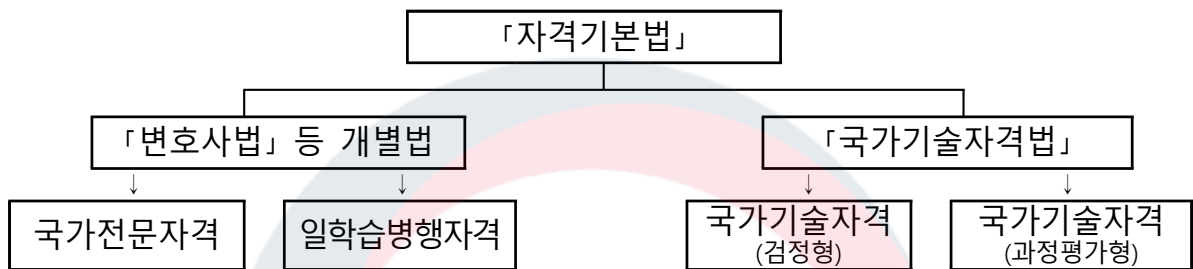 「자격기본법」
「변호사법」 등 개별법
「국가기술자격법」
↓ ↓ ↓ ↓
국가전문자격
일학습병행자격
국가기술자격
(검정형)
국가기술자격
(과정평가형)